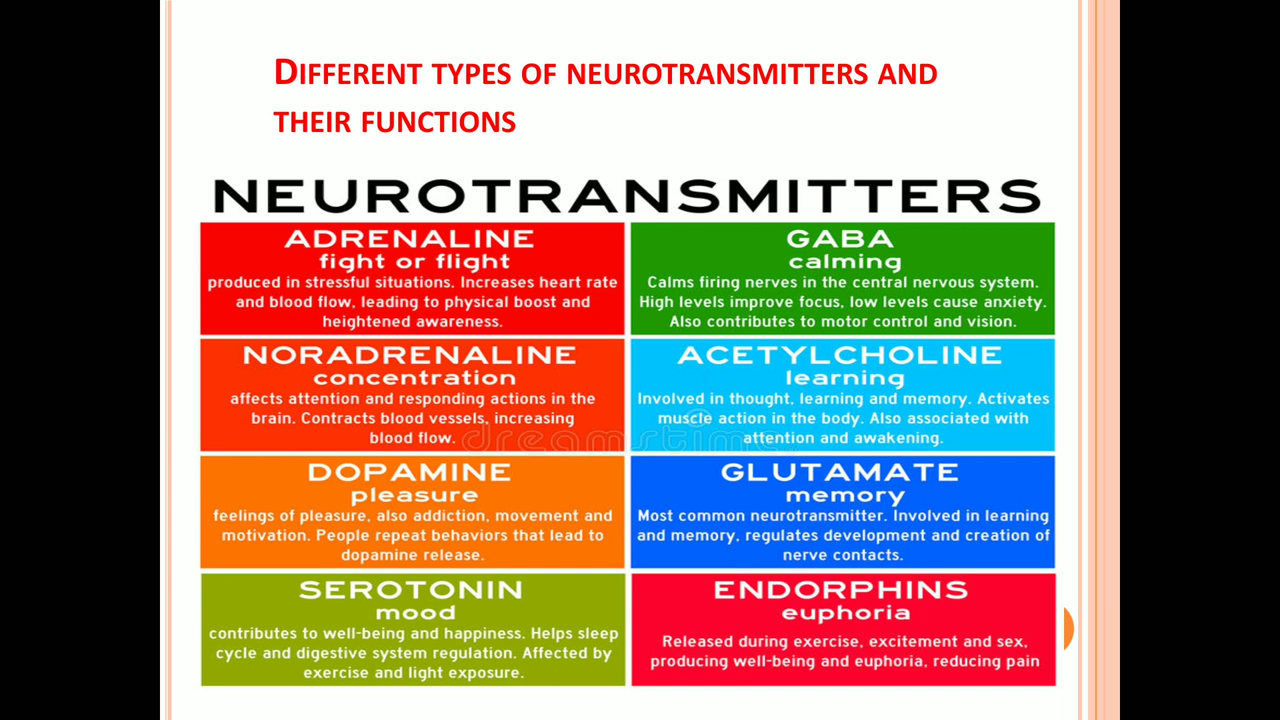 DIFFERENT TYPES OF NEUROTRANSMITTERS AND
THEIR FUNCTIONS
NEUROTRANSMITTERS
ADRENALINE
fight or flight
produced in stressful situations. Increases heart rate
and blood flow, leading to physical boost and
heightened awareness.
GABA
calming
Calms firing nerves in the central nervous system.
High levels improve focus, low levels cause anxiety.
Also contributes to motor control and vision.
NORADRENALINE
concentration
affects attention and responding actions in the
brain. Contracts blood vessels, increasing
blood flow.
ACETYLCHOLINE
learning
Involved in thought, learning and memory. Activates
muscle action in the body. Also associated with
attention and awakening.
dreamstime
DOPAMINE
pleasure
feelings of pleasure, also addiction, movement and
motivation. People repeat behaviors that lead to
dopamine release.
GLUTAMATE
memory
Most common neurotransmitter. Involved in learning
and memory, regulates development and creation of
nerve contacts.
SEROTONIN
mood
contributes to well-being and happiness. Helps sleep
cycle and digestive system regulation. Affected by
exercise and light exposure.
ENDORPHINS
euphoria
Released during exercise, excitement and sex,
producing well-being and euphoria, reducing pain